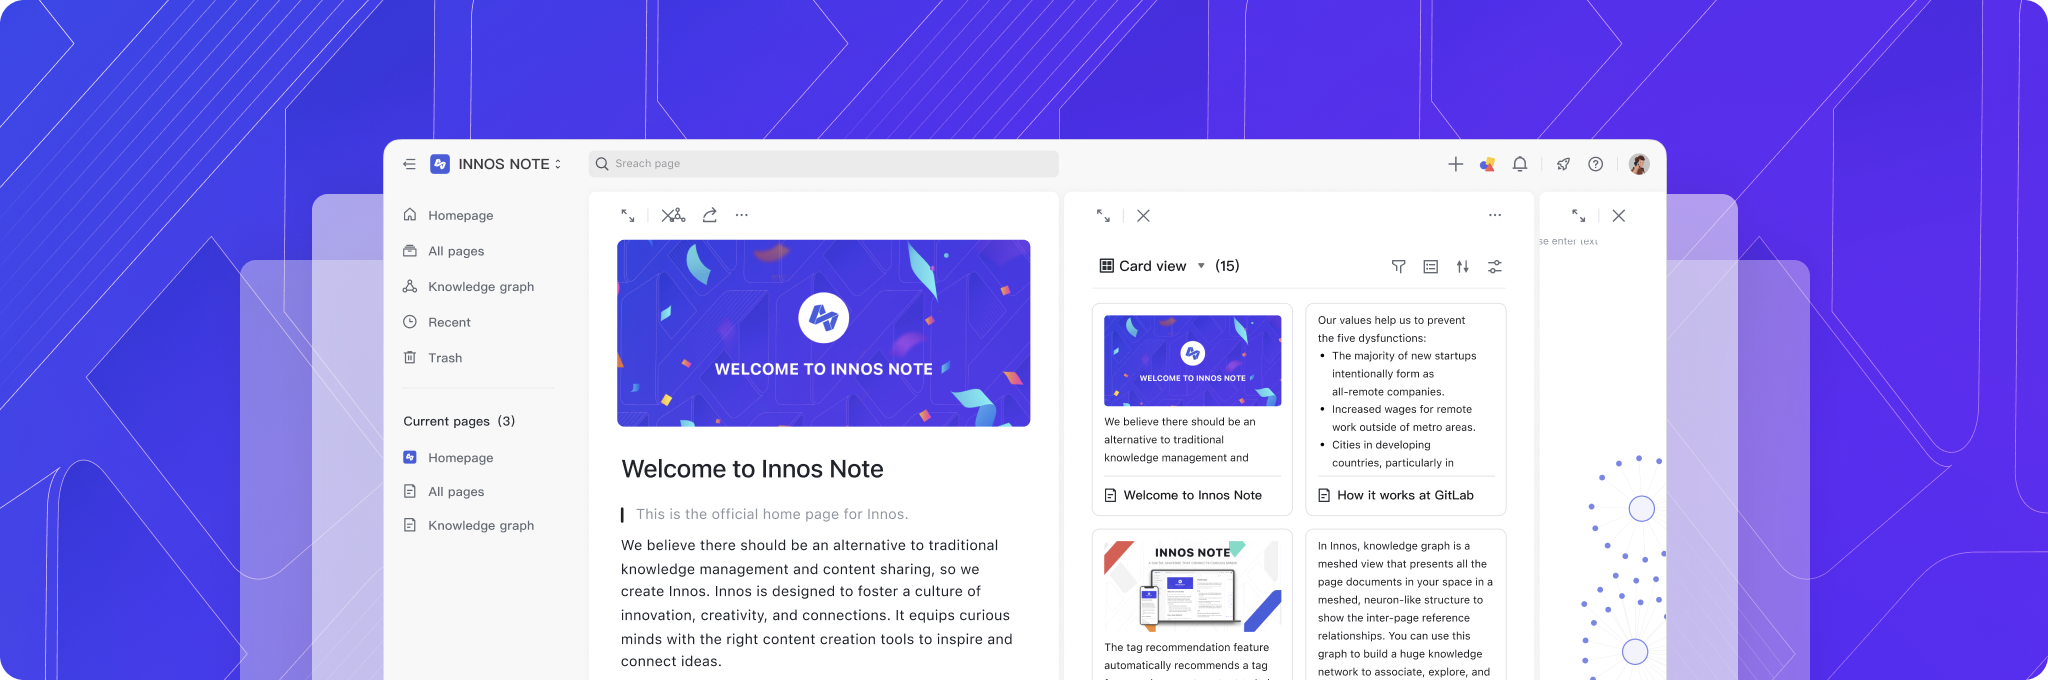 INNOS NOTE
Sreach page
Homepage
All pages
Knowledge graph
Recent
Trash
Current pages (3)
Homepage
All pages
Knowledge graph
WELCOME TO INNOS NOTE
Welcome to Innos Note
This is the official home page for Innos.
We believe there should be an alternative to traditional
knowledge management and content sharing, so we
create Innos. Innos is designed to foster a culture of
innovation, creativity, and connections. It equips curious
minds with the right content creation tools to inspire and
connect ideas.
Card view (15)
WELCOME TO INNOS NOTE
We believe there should be an
alternative to traditional
knowledge management and
Welcome to Innos Note
Our values help us to prevent
the five dysfunctions:
• The majority of new startups
intentionally form as
all-remote companies.
• Increased wages for remote
work outside of metro areas.
• Cities in developing
countries, particularly in
How it works at GitLab
INNOS NOTE
The tag recommendation feature
automatically recommends a tag
In Innos, knowledge graph is a
meshed view that presents all the
page documents in your space in a
meshed, neuron-like structure to
show the inter-page reference
relationships. You can use this
graph to build a huge knowledge
network to associate, explore, and
se enter text